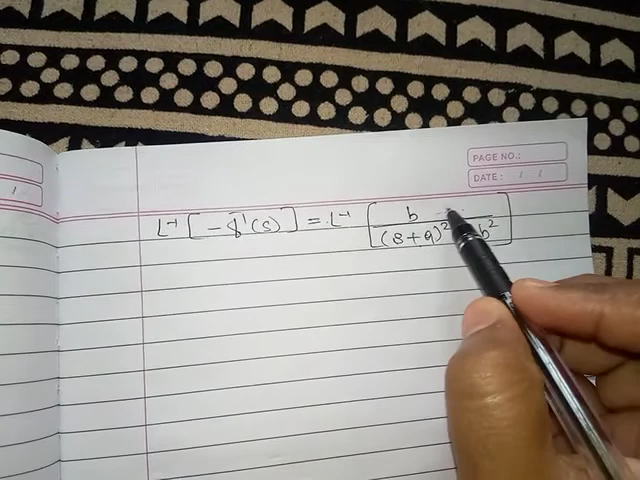 PAGE NO.:
DATE: / /
L⁻¹ [ - f'(s) ] = L⁻¹ [ b / (s+a)² b² ]